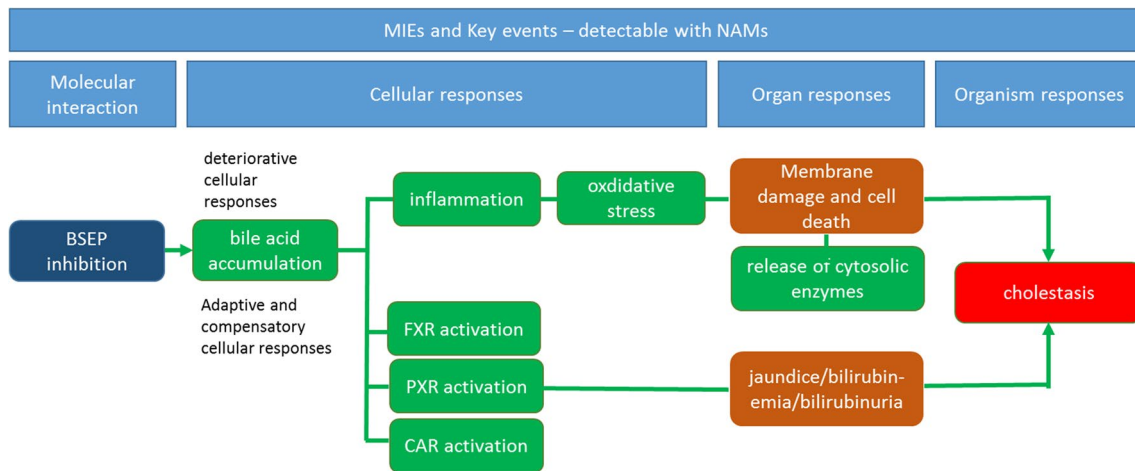 MIEs and Key events – detectable with NAMs
Molecular
interaction
Cellular responses
Organ responses
Organism responses
deteriorative
cellular
responses
inflammation
oxdidative
stress
Membrane
damage and cell
death
BSEP
inhibition
bile acid
accumulation
release of cytosolic
enzymes
cholestasis
Adaptive and
compensatory
cellular responses
FXR activation
PXR activation
jaundice/bilirubin-
emia/bilirubinuria
CAR activation